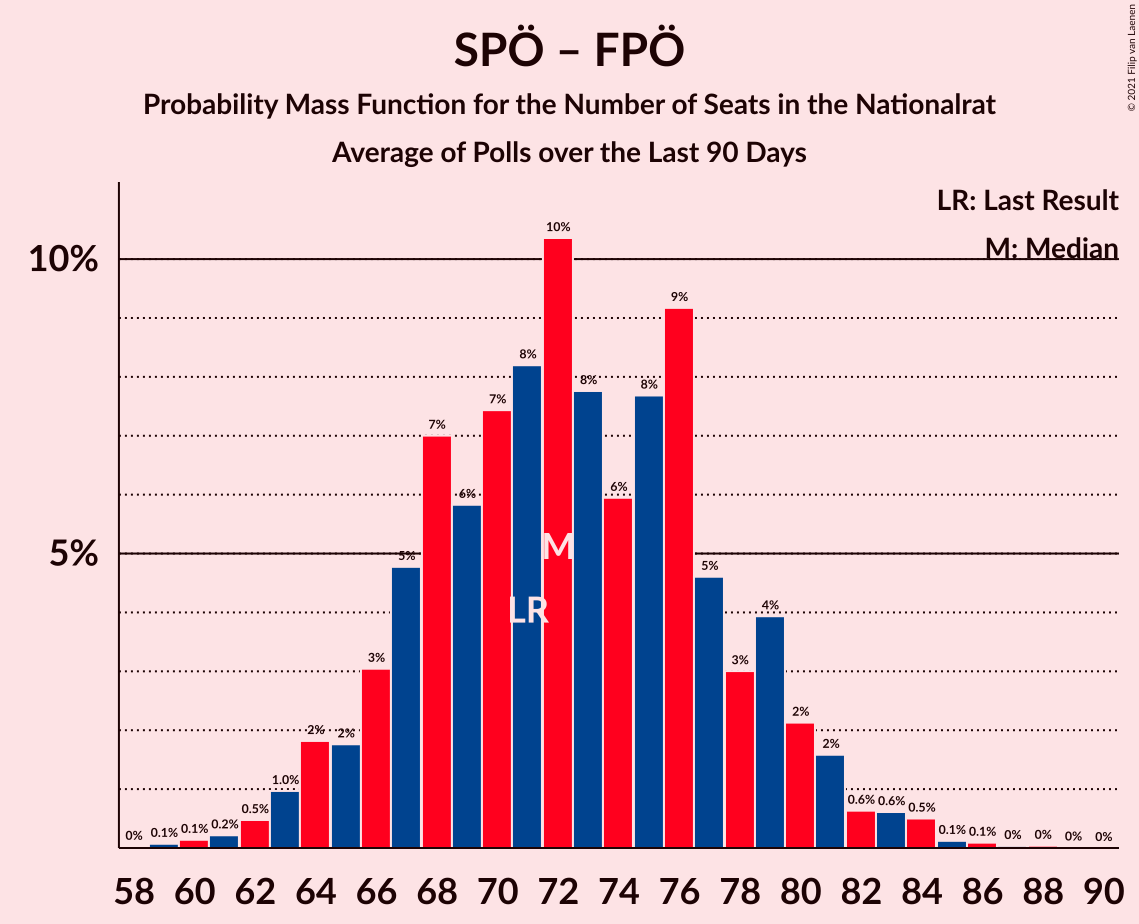 SPÖ – FPÖ
Probability Mass Function for the Number of Seats in the Nationalrat
Average of Polls over the Last 90 Days
© 2021 Filip van Laenen
LR: Last Result
M: Median
10%
5%
0% 0.1% 0.1% 0.2% 0.5% 1.0% 2% 2% 3% 5% 7% 6% 7% 8% 10% 8% 6% 8% 9% 5% 3% 4% 2% 2% 0.6% 0.6% 0.5% 0.1% 0.1% 0% 0% 0% 0%
M
LR
58 60 62 64 66 68 70 72 74 76 78 80 82 84 86 88 90